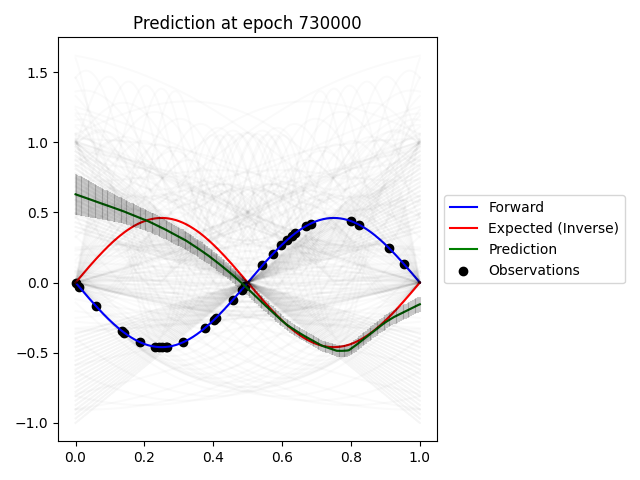 Prediction at epoch 730000
1.5
1.0
0.5
0.0
−0.5
−1.0
0.0 0.2 0.4 0.6 0.8 1.0
Forward
Expected (Inverse)
Prediction
Observations